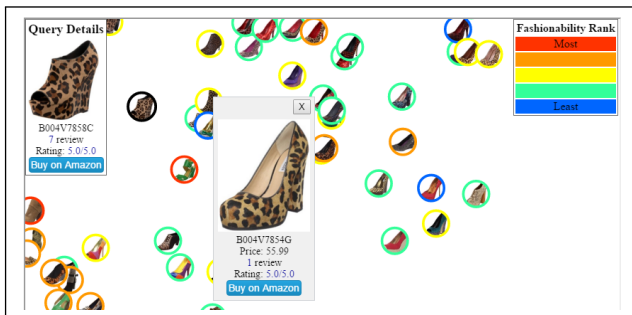 Query Details
B004V7858C
7 review
Rating: 5.0/5.0
Buy on Amazon
X
B004V7854G
Price: 55.99
1 review
Rating: 5.0/5.0
Buy on Amazon
Fashionability Rank
Most
Least